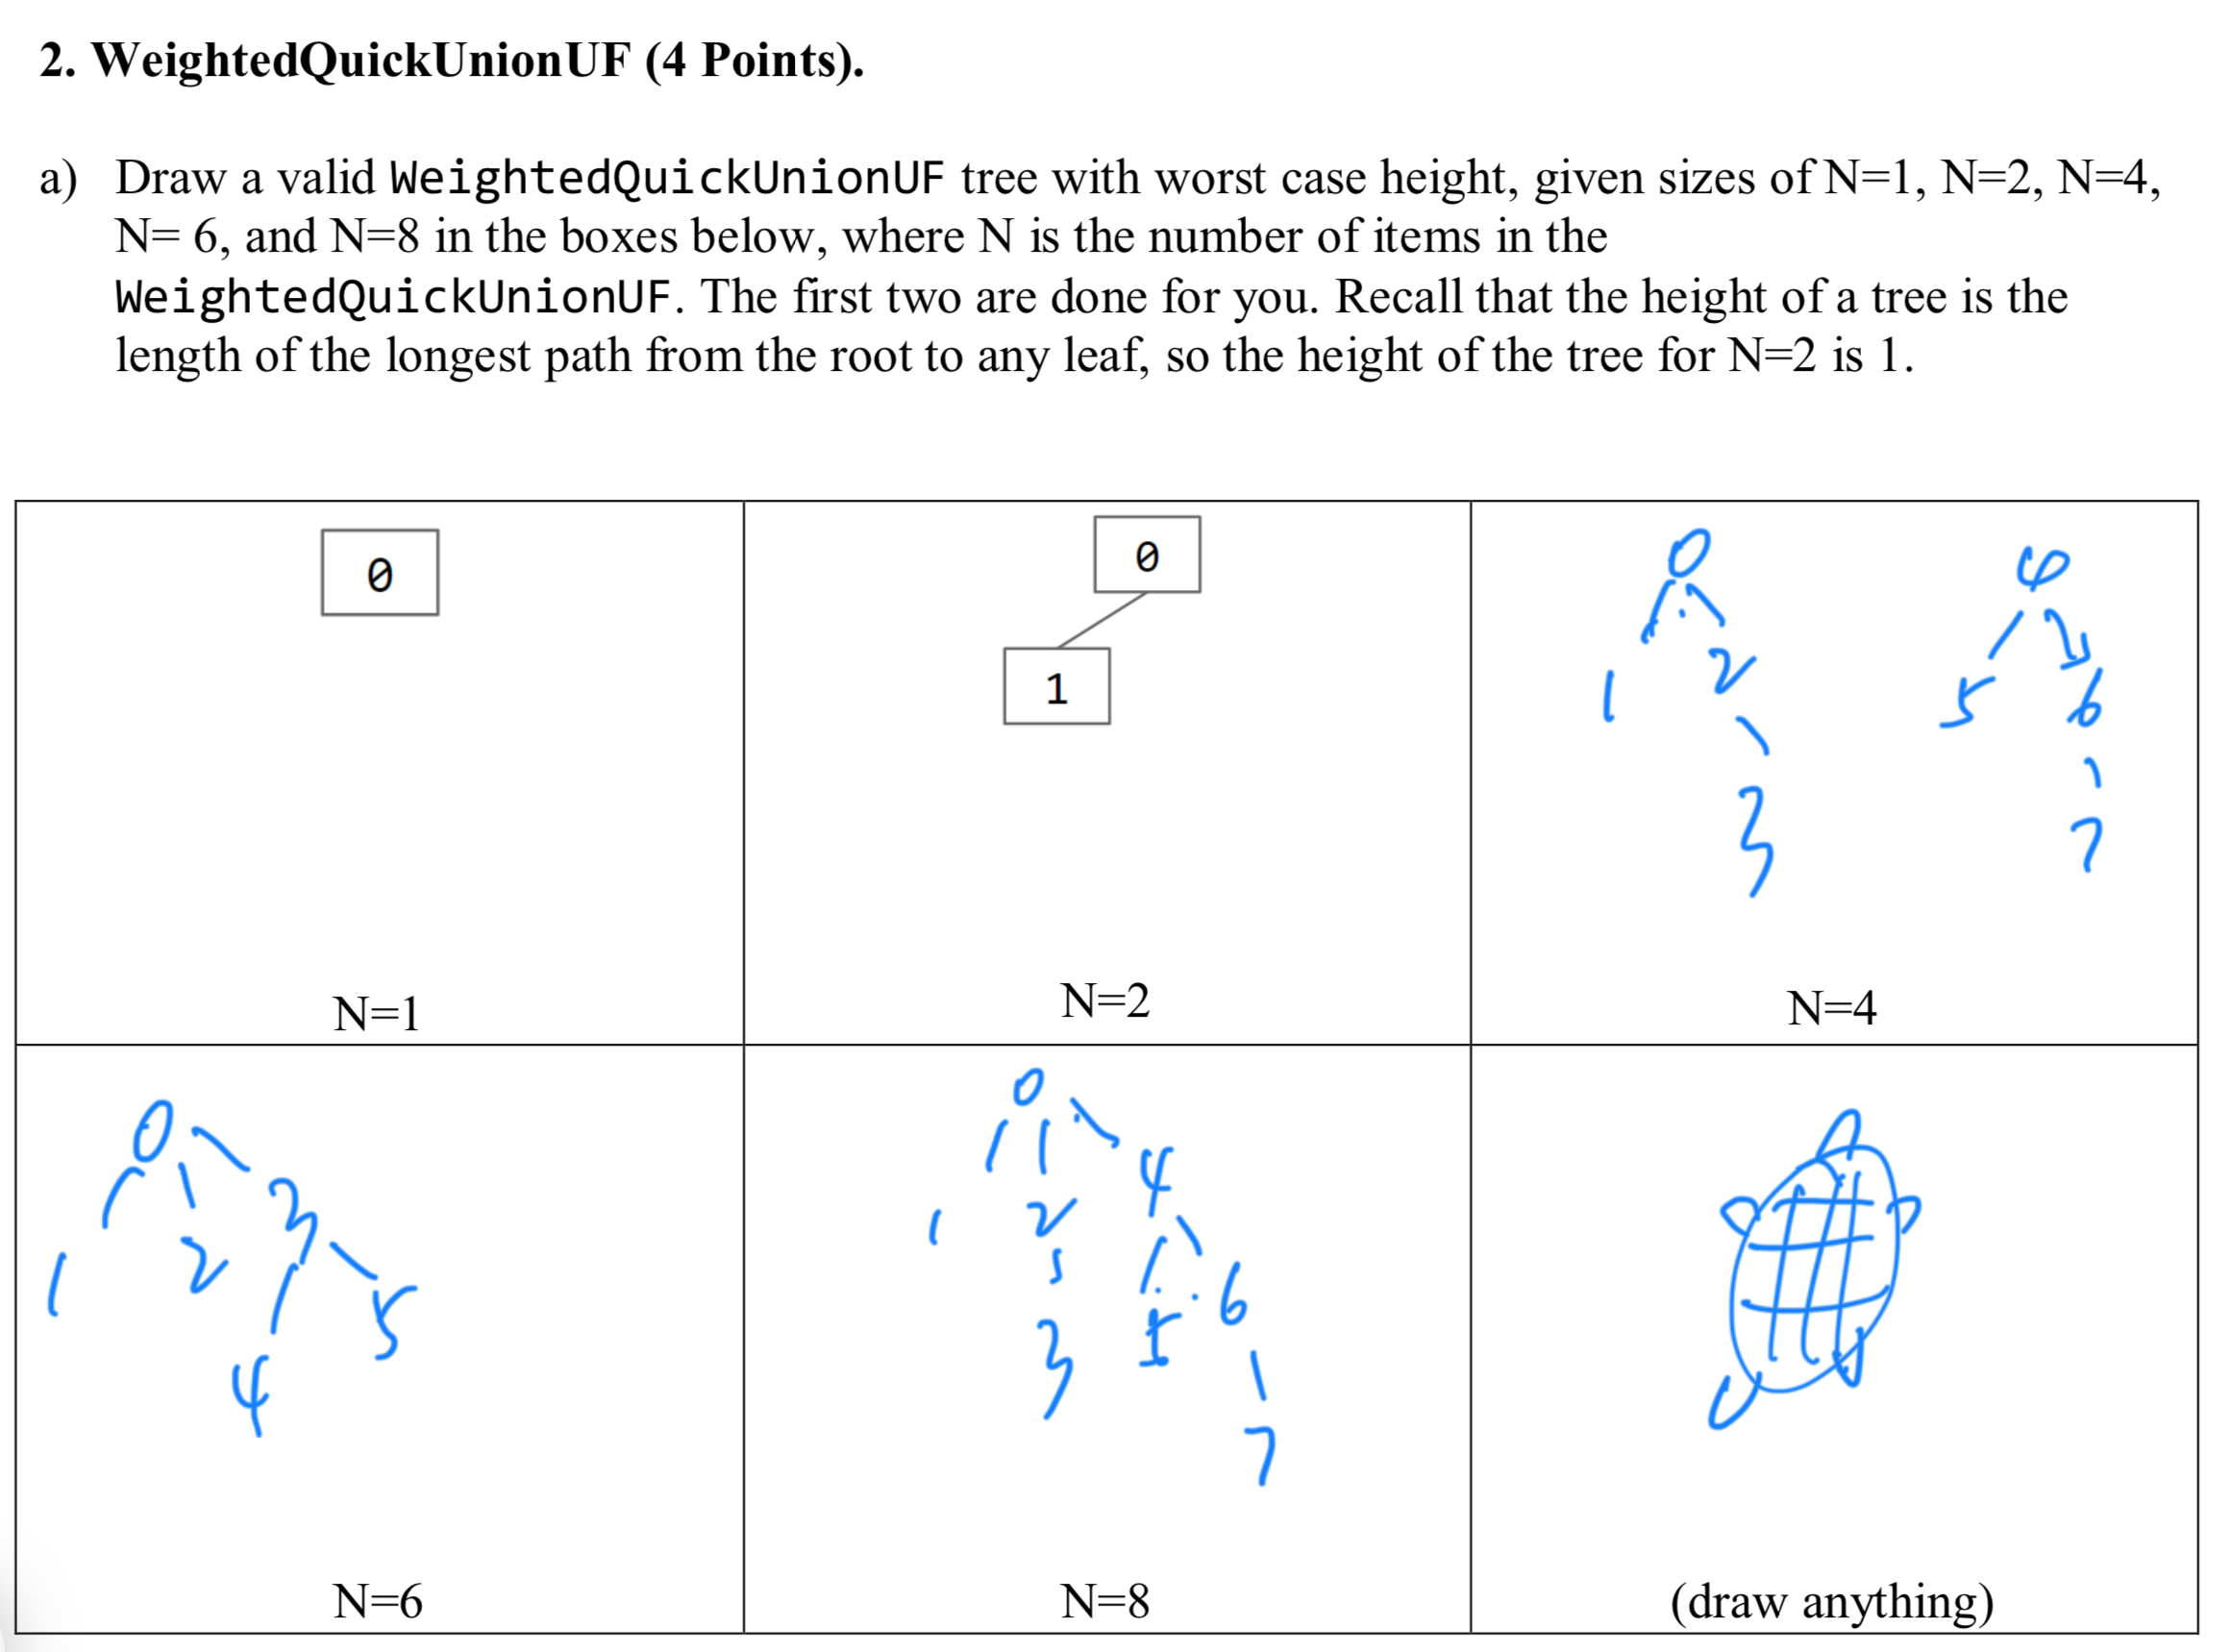 2. WeightedQuickUnionUF (4 Points).
a) Draw a valid WeightedQuickUnionUF tree with worst case height, given sizes of N=1, N=2, N=4,
N= 6, and N=8 in the boxes below, where N is the number of items in the
WeightedQuickUnionUF. The first two are done for you. Recall that the height of a tree is the
length of the longest path from the root to any leaf, so the height of the tree for N=2 is 1.
0
N=1
0
1
N=2
0 4
1 2 5 6
3 7
N=4
0
1 2 3
4 5
N=6
0
1 2 4
3 5 6
7
N=8
(draw anything)